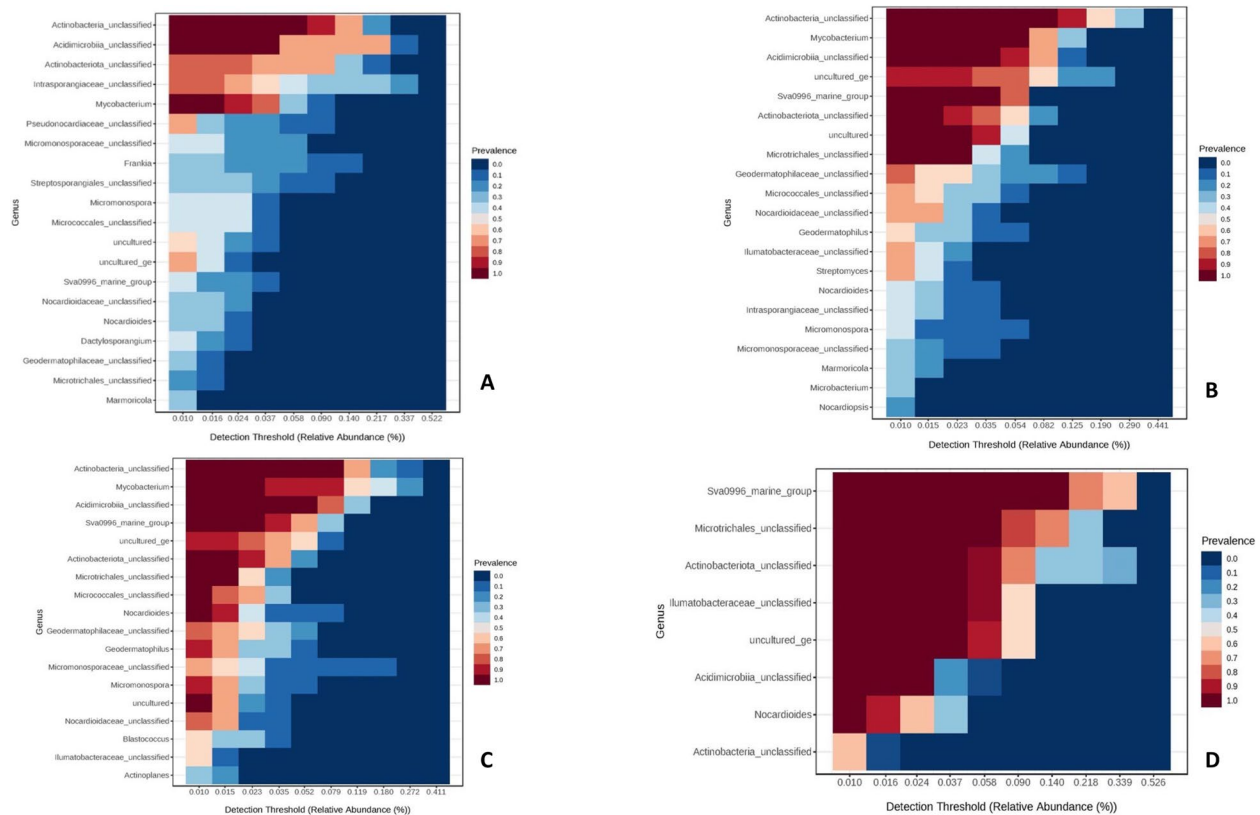 Actinobacteria_unclassified
Acidimicrobiia_unclassified
Actinobacteriota_unclassified
Intrasporangiaceae_unclassified
Mycobacterium
Pseudonocardiaceae_unclassified
Micromonosporaceae_unclassified
Frankia
Streptosporangiales_unclassified
Micromonospora
Micrococcales_unclassified
uncultured
uncultured_ge
Sva0996_marine_group
Nocardioidaceae_unclassified
Nocardioides
Dactylosporangium
Geodermatophilaceae_unclassified
Microtrichales_unclassified
Marmoricola
Genus
0.010 0.016 0.024 0.037 0.058 0.090 0.140 0.217 0.337 0.522
Detection Threshold (Relative Abundance (%))
Prevalence
0.0
0.1
0.2
0.3
0.4
0.5
0.6
0.7
0.8
0.9
1.0
A
Actinobacteria_unclassified
Mycobacterium
Acidimicrobiia_unclassified
uncultured_ge
Sva0996_marine_group
Actinobacteriota_unclassified
uncultured
Microtrichales_unclassified
Geodermatophilaceae_unclassified
Micrococcales_unclassified
Nocardioidaceae_unclassified
Geodermatophilus
Ilumatobacteraceae_unclassified
Streptomyces
Nocardioides
Intrasporangiaceae_unclassified
Micromonospora
Micromonosporaceae_unclassified
Marmoricola
Microbacterium
Nocardiopsis
Genus
0.010 0.015 0.023 0.035 0.054 0.082 0.125 0.190 0.290 0.441
Detection Threshold (Relative Abundance (%))
Prevalence
0.0
0.1
0.2
0.3
0.4
0.5
0.6
0.7
0.8
0.9
1.0
B
Actinobacteria_unclassified
Mycobacterium
Acidimicrobiia_unclassified
Sva0996_marine_group
uncultured_ge
Actinobacteriota_unclassified
Microtrichales_unclassified
Micrococcales_unclassified
Nocardioides
Geodermatophilaceae_unclassified
Geodermatophilus
Micromonosporaceae_unclassified
Micromonospora
uncultured
Nocardioidaceae_unclassified
Blastococcus
Ilumatobacteraceae_unclassified
Actinoplanes
Genus
0.010 0.015 0.023 0.035 0.052 0.079 0.119 0.180 0.272 0.411
Detection Threshold (Relative Abundance (%))
Prevalence
0.0
0.1
0.2
0.3
0.4
0.5
0.6
0.7
0.8
0.9
1.0
C
Sva0996_marine_group
Microtrichales_unclassified
Actinobacteriota_unclassified
Ilumatobacteraceae_unclassified
uncultured_ge
Acidimicrobiia_unclassified
Nocardioides
Actinobacteria_unclassified
Genus
0.010 0.016 0.024 0.037 0.058 0.090 0.140 0.218 0.339 0.526
Detection Threshold (Relative Abundance (%))
Prevalence
0.0
0.1
0.2
0.3
0.4
0.5
0.6
0.7
0.8
0.9
1.0
D